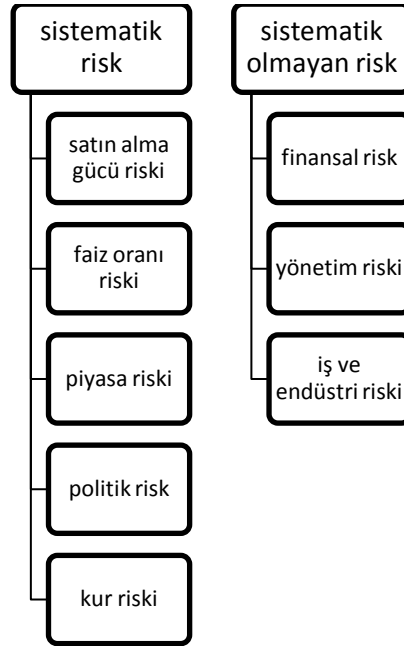 sistematik
risk
satın alma
gücü riski
faiz oranı
riski
piyasa riski
politik risk
kur riski
sistematik
olmayan risk
finansal risk
yönetim riski
iş ve
endüstri riski